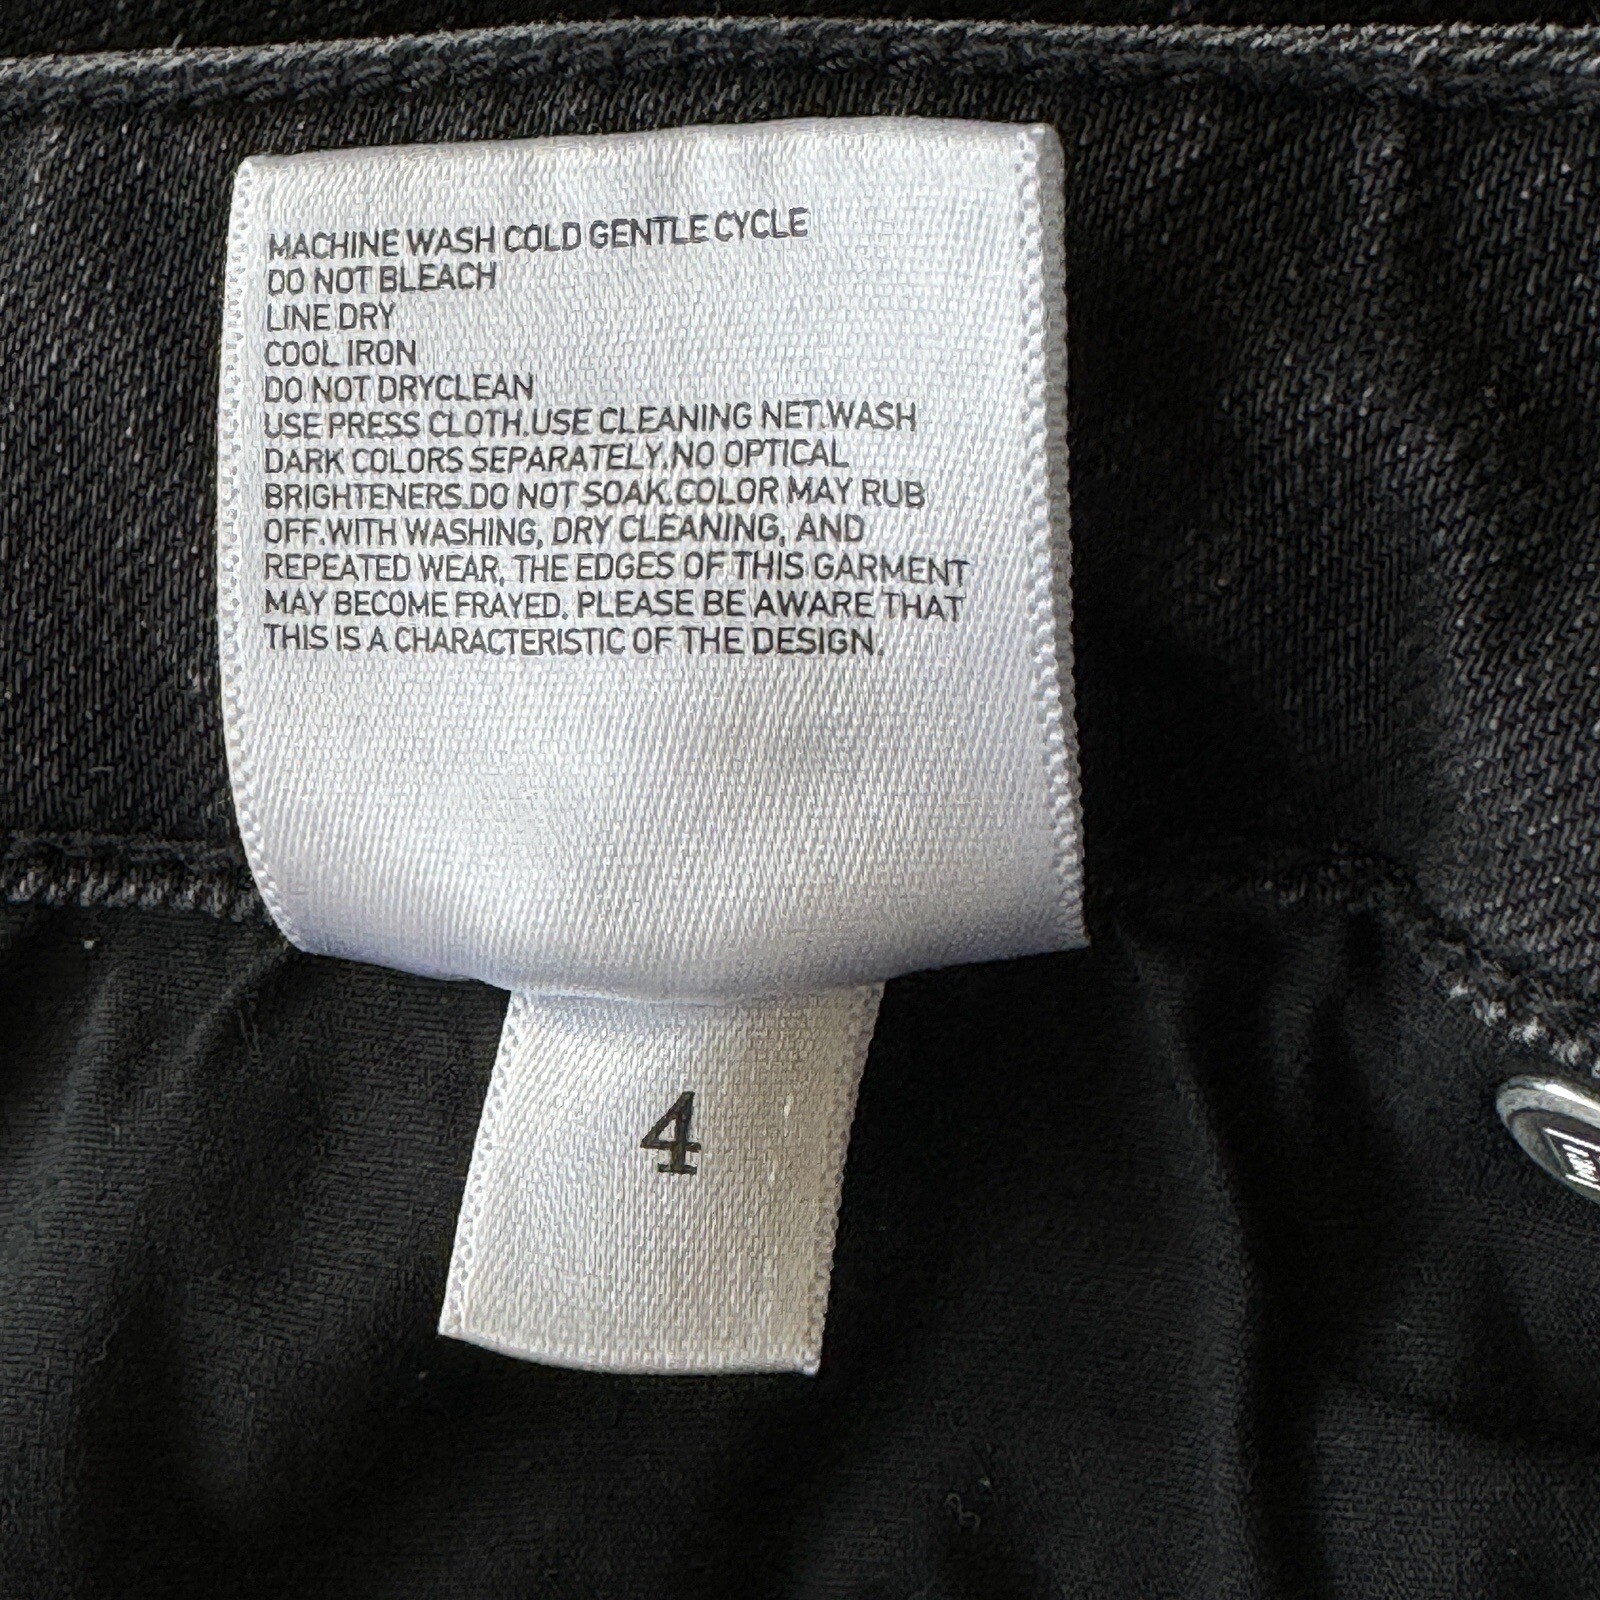 MACHINE WASH COLD GENTLE CYCLE
DO NOT BLEACH
LINE DRY
COOL IRON
DO NOT DRYCLEAN
USE PRESS CLOTH.USE CLEANING NET.WASH
DARK COLORS SEPARATELY.NO OPTICAL
BRIGHTENERS.DO NOT SOAK.COLOR MAY RUB
OFF.WITH WASHING, DRY CLEANING, AND
REPEATED WEAR, THE EDGES OF THIS GARMENT
MAY BECOME FRAYED. PLEASE BE AWARE THAT
THIS IS A CHARACTERISTIC OF THE DESIGN.
4